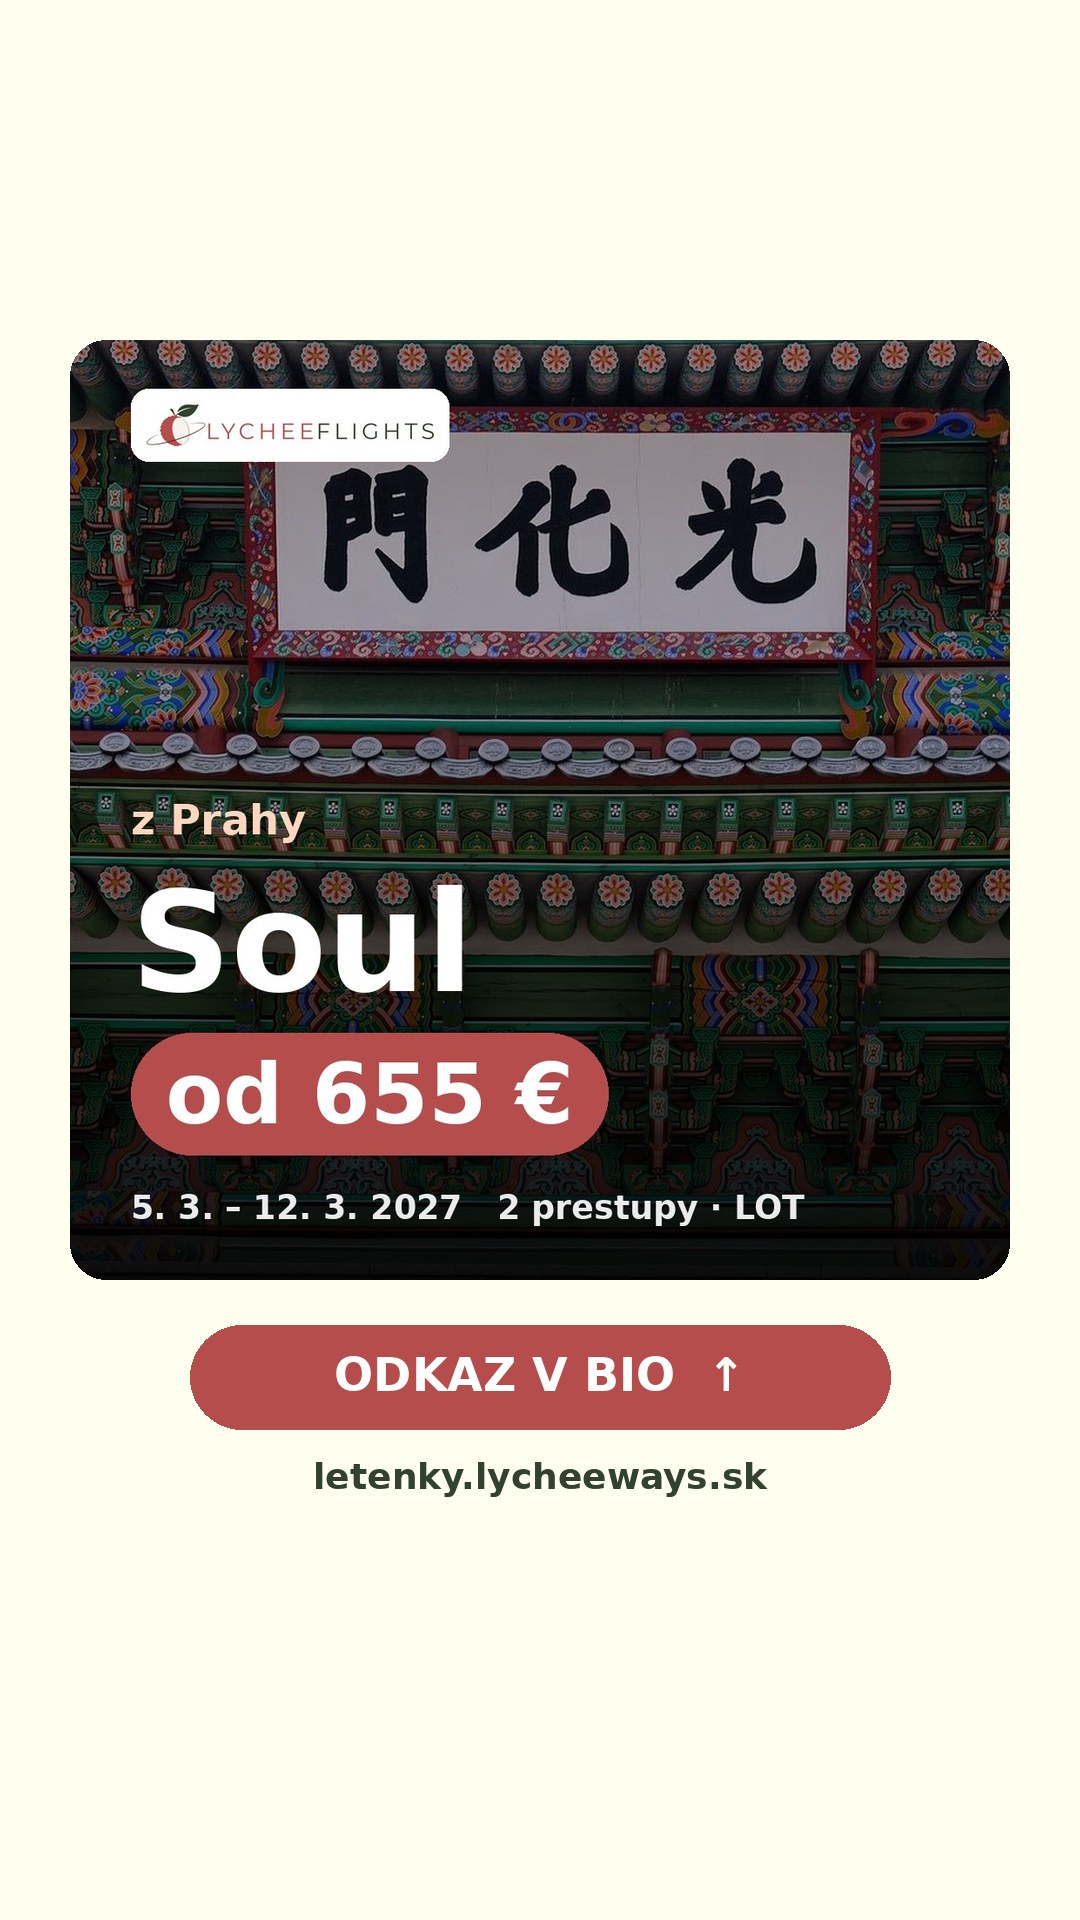 LYCHEEFLIGHTS
門化光
z Prahy
Soul
od 655 €
5. 3. – 12. 3. 2027 2 prestupy · LOT
ODKAZ V BIO ↑
letenky.lycheeways.sk